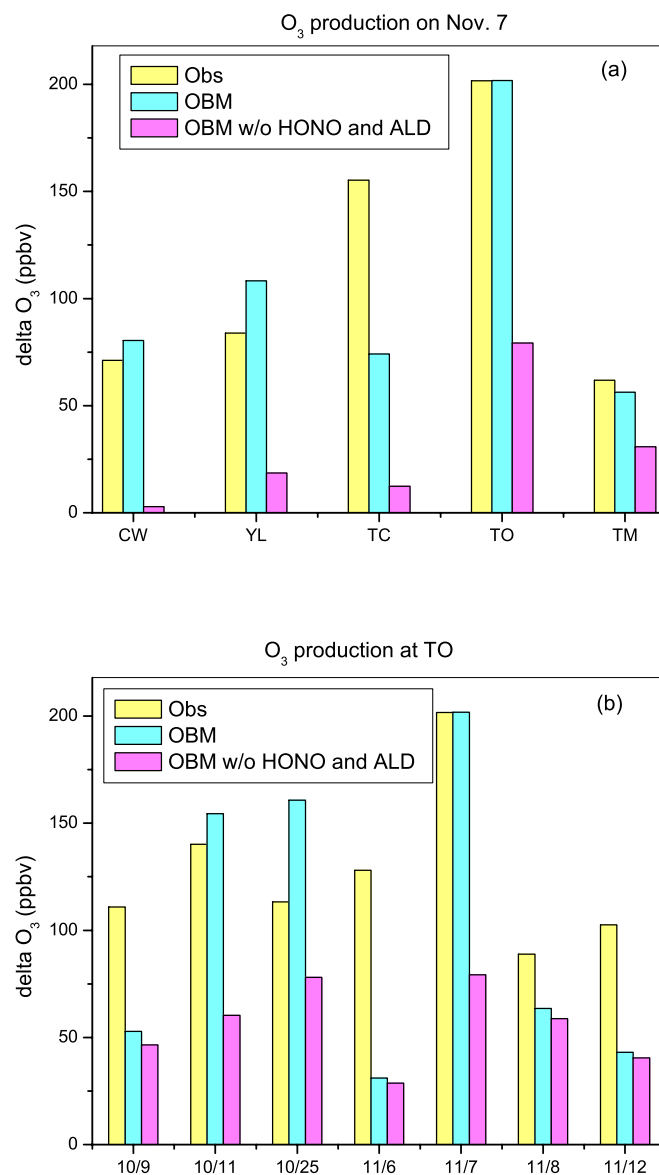 O3 production on Nov. 7
(a)
Obs
OBM
OBM w/o HONO and ALD
delta O3 (ppbv)
200
150
100
50
0
CW YL TC TO TM
O3 production at TO
(b)
Obs
OBM
OBM w/o HONO and ALD
delta O3 (ppbv)
200
150
100
50
0
10/9 10/11 10/25 11/6 11/7 11/8 11/12